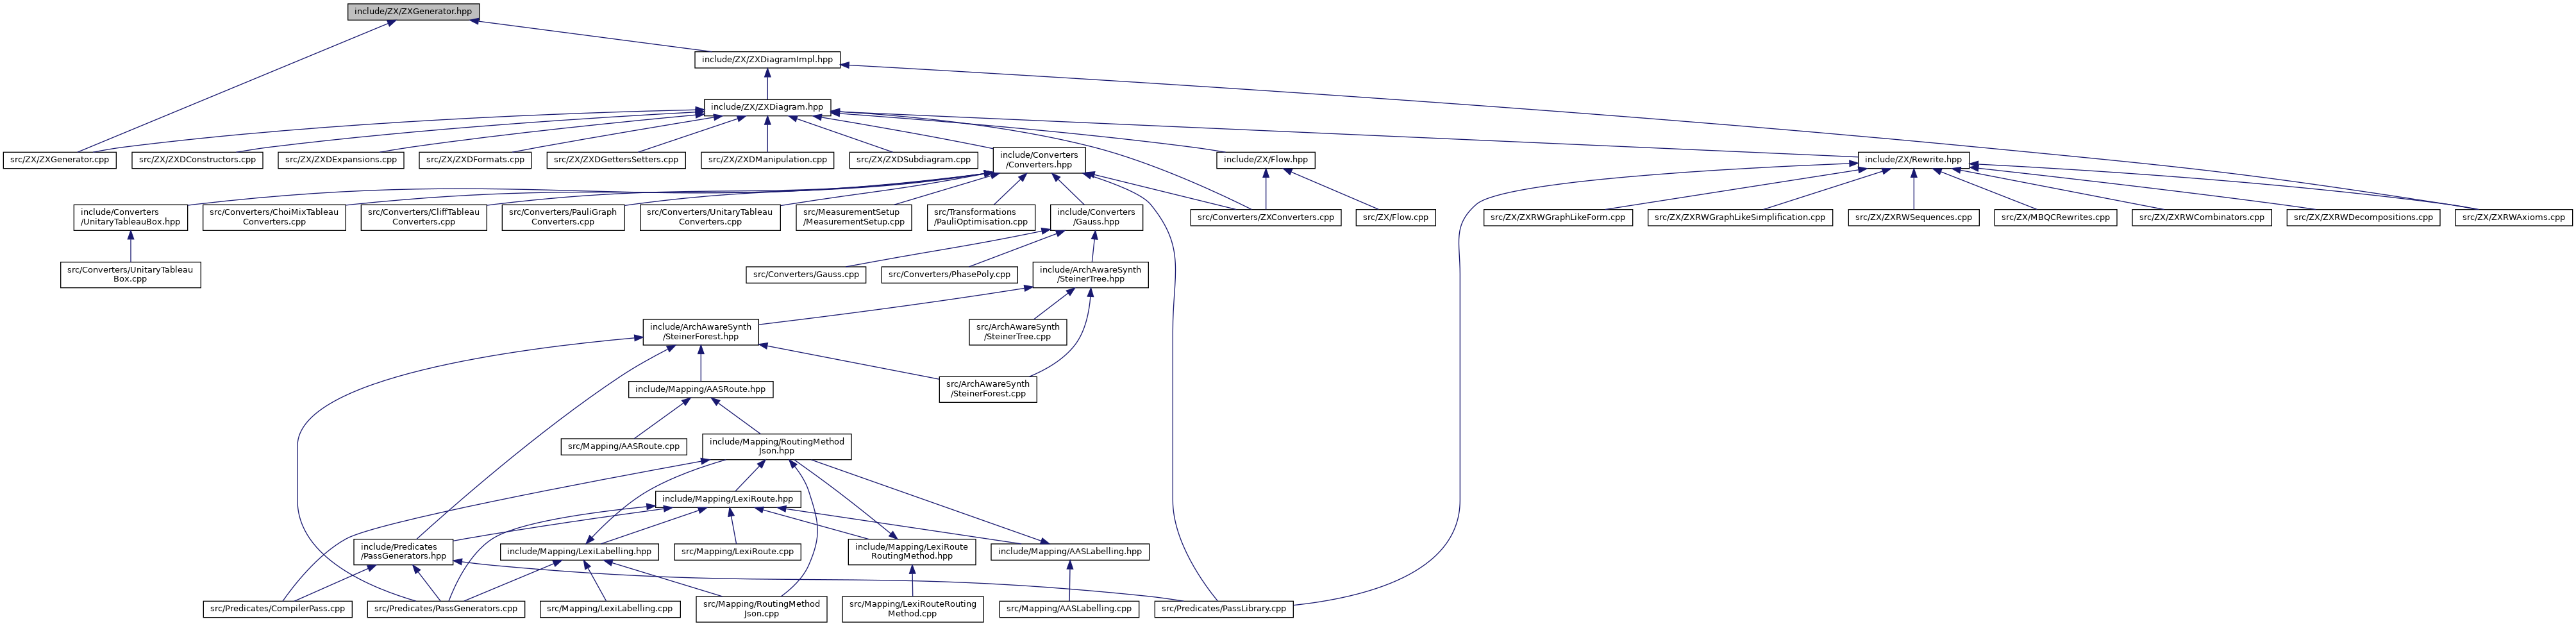 include/ZX/ZXGenerator.hpp
include/ZX/ZXDiagramImpl.hpp
include/ZX/ZXDiagram.hpp
src/ZX/ZXGenerator.cpp
src/ZX/ZXDConstructors.cpp
src/ZX/ZXDExpansions.cpp
src/ZX/ZXDFormats.cpp
src/ZX/ZXDGettersSetters.cpp
src/ZX/ZXDManipulation.cpp
src/ZX/ZXDSubdiagram.cpp
include/Converters
/Converters.hpp
include/ZX/Flow.hpp
include/ZX/Rewrite.hpp
include/Converters
/UnitaryTableauBox.hpp
src/Converters/ChoiMixTableau
Converters.cpp
src/Converters/CliffTableau
Converters.cpp
src/Converters/PauliGraph
Converters.cpp
src/Converters/UnitaryTableau
Converters.cpp
src/MeasurementSetup
/MeasurementSetup.cpp
src/Transformations
/PauliOptimisation.cpp
include/Converters
/Gauss.hpp
src/Converters/ZXConverters.cpp
src/ZX/Flow.cpp
src/ZX/ZXRWGraphLikeForm.cpp
src/ZX/ZXRWGraphLikeSimplification.cpp
src/ZX/ZXRWSequences.cpp
src/ZX/MBQCRewrites.cpp
src/ZX/ZXRWCombinators.cpp
src/ZX/ZXRWDecompositions.cpp
src/ZX/ZXRWAxioms.cpp
src/Converters/UnitaryTableau
Box.cpp
src/Converters/Gauss.cpp
src/Converters/PhasePoly.cpp
include/ArchAwareSynth
/SteinerTree.hpp
include/ArchAwareSynth
/SteinerForest.hpp
src/ArchAwareSynth
/SteinerTree.cpp
include/Mapping/AASRoute.hpp
src/ArchAwareSynth
/SteinerForest.cpp
src/Mapping/AASRoute.cpp
include/Mapping/RoutingMethod
Json.hpp
include/Mapping/LexiRoute.hpp
include/Predicates
/PassGenerators.hpp
include/Mapping/LexiLabelling.hpp
src/Mapping/LexiRoute.cpp
include/Mapping/LexiRoute
RoutingMethod.hpp
include/Mapping/AASLabelling.hpp
src/Predicates/CompilerPass.cpp
src/Predicates/PassGenerators.cpp
src/Mapping/LexiLabelling.cpp
src/Mapping/RoutingMethod
Json.cpp
src/Mapping/LexiRouteRouting
Method.cpp
src/Mapping/AASLabelling.cpp
src/Predicates/PassLibrary.cpp